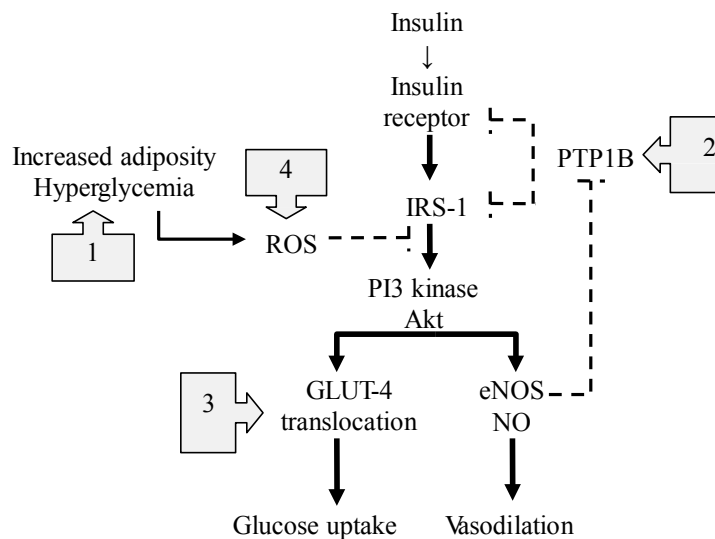 Insulin
↓
Insulin
receptor
Increased adiposity
Hyperglycemia
4
PTP1B
2
1
ROS
IRS-1
PI3 kinase
Akt
3
GLUT-4
translocation
eNOS
NO
Glucose uptake
Vasodilation